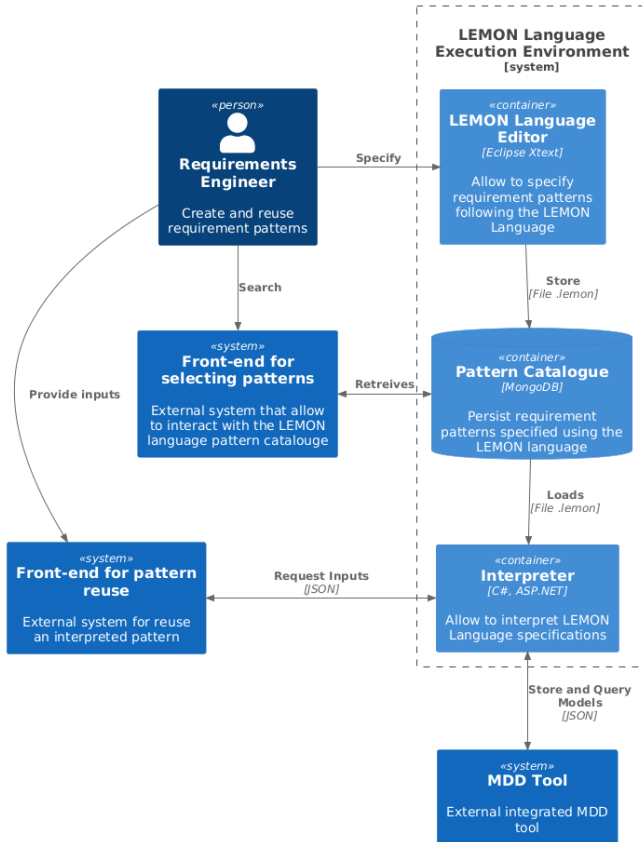 LEMON Language
Execution Environment
[system]
«person»
Requirements
Engineer
Create and reuse
requirement patterns
Specify
«container»
LEMON Language
Editor
[Eclipse Xtext]
Allow to specify
requirement patterns
following the LEMON
Language
Search
Store
[File .lemon]
«system»
Front-end for
selecting patterns
External system that allow
to interact with the LEMON
language pattern catalouge
Retreives
«container»
Pattern Catalogue
[MongoDB]
Persist requirement
patterns specified using the
LEMON language
Provide inputs
Loads
[File .lemon]
«system»
Front-end for pattern
reuse
External system for reuse
an interpreted pattern
Request Inputs
[JSON]
«container»
Interpreter
[C#, ASP.NET]
Allow to interpret LEMON
Language specifications
Store and Query
Models
[JSON]
«system»
MDD Tool
External integrated MDD
tool